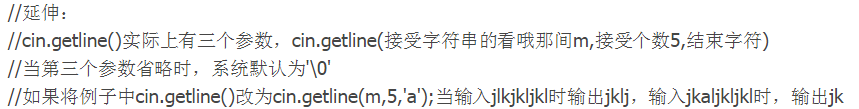 //延伸：
//cin.getline()实际上有三个参数，cin.getline(接受字符串的看哦那间m,接受个数5,结束字符)
//当第三个参数省略时，系统默认为'\0'
//如果将例子中cin.getline()改为cin.getline(m,5,'a');当输入jlkjkljkl时输出jklj，输入jkaljkljkl时，输出jk